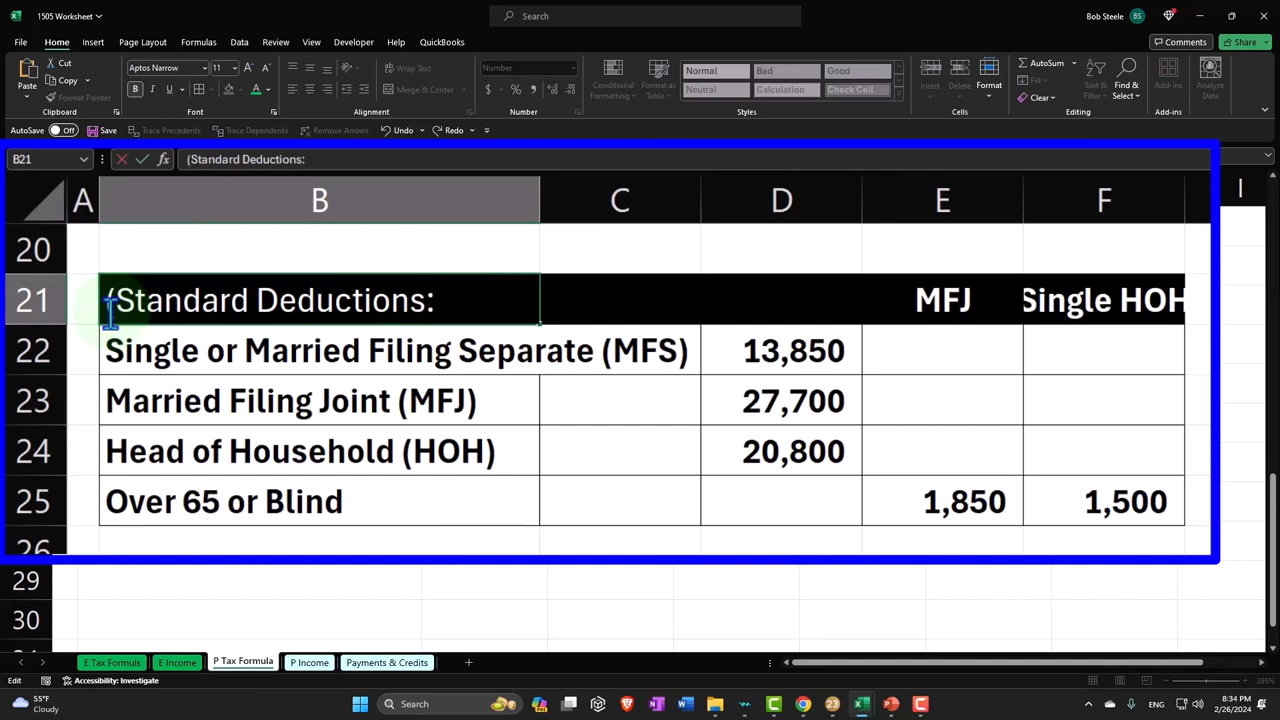 1505 Worksheet
Search
Bob Steele BS
File Home Insert Page Layout Formulas Data Review View Developer Help QuickBooks
Comments Share
Paste Cut Copy Format Painter
Aptos Narrow 11
Wrap Text Merge & Center
Number
Conditional Formatting Format as Table
Normal Bad Good
Neutral Calculation Check Cell
Insert Delete Format
AutoSum Clear
Sort & Filter Find & Select
Add-ins Analyze Data
Clipboard Font Alignment Number Styles Cells Editing Add-ins
AutoSave Off Save Trace Precedents Trace Dependents Remove Arrows Undo Redo
B21 fx (Standard Deductions:
A B C D E F I
20
21 (Standard Deductions: MFJ Single HOH
22 Single or Married Filing Separate (MFS) 13,850
23 Married Filing Joint (MFJ) 27,700
24 Head of Household (HOH) 20,800
25 Over 65 or Blind 1,850 1,500
26
29
30
E Tax Formuls E Income P Tax Formula P Income Payments & Credits
Edit Accessibility: Investigate 295%
55°F
Cloudy
Search
ENG
8:34 PM
2/26/2024